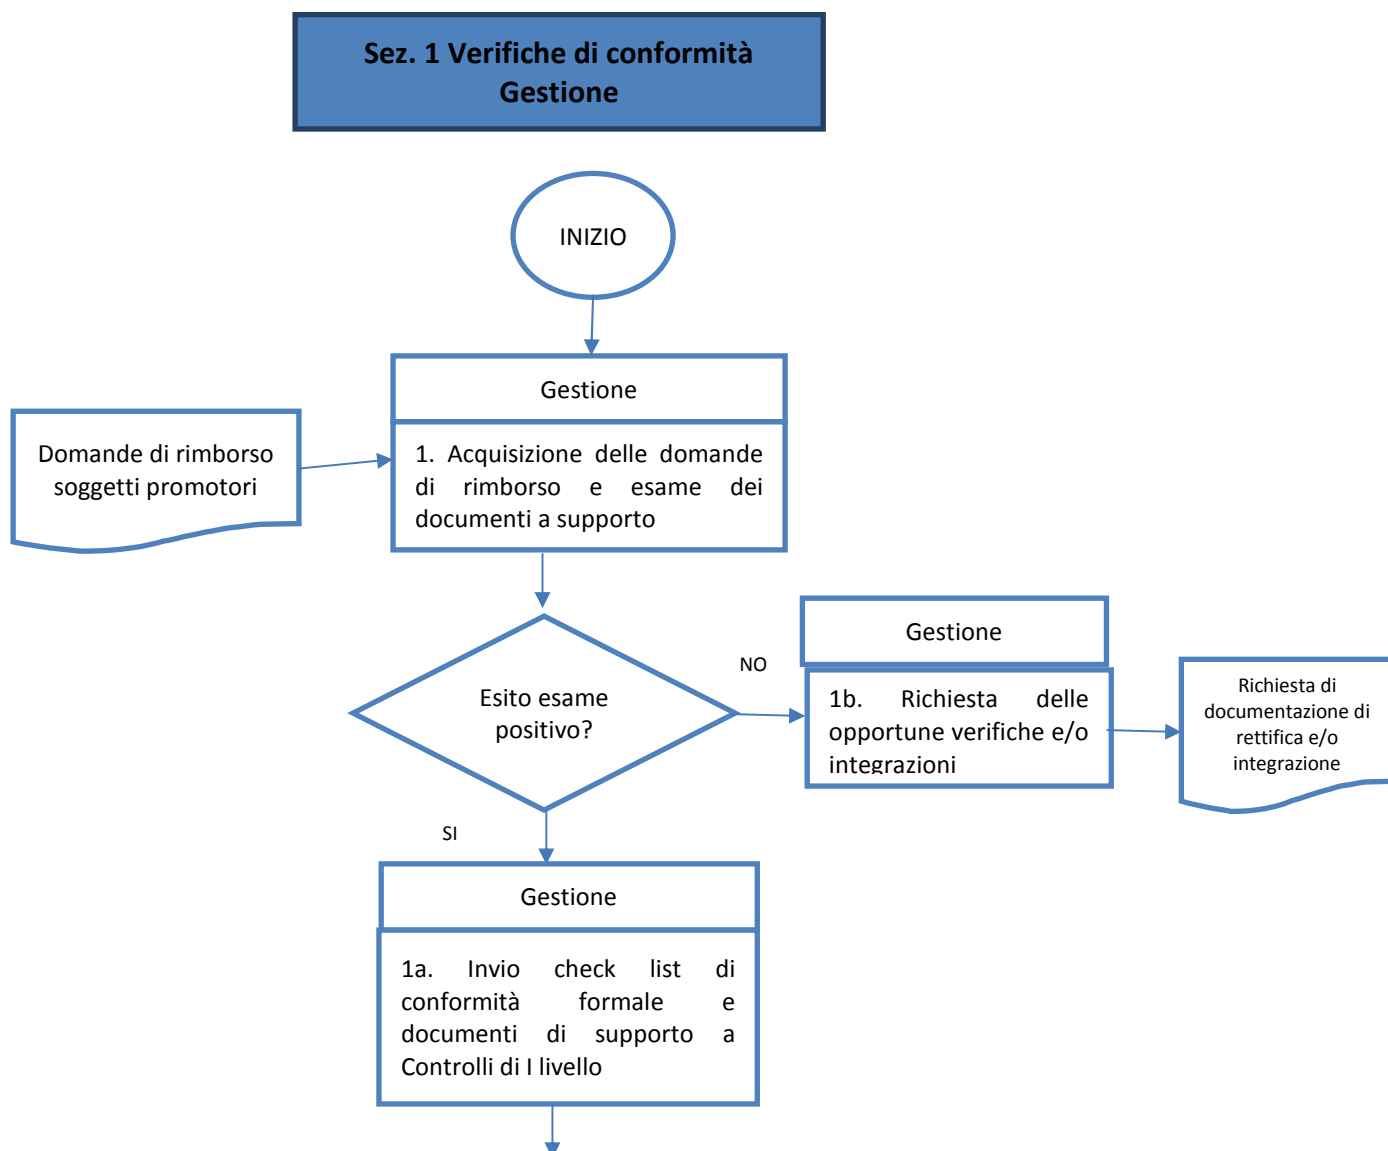 Sez. 1 Verifiche di conformità
Gestione
INIZIO
Gestione
Domande di rimborso
soggetti promotori
1. Acquisizione delle domande
di rimborso e esame dei
documenti a supporto
Esito esame
positivo?
NO
Gestione
1b. Richiesta delle
opportune verifiche e/o
integrazioni
Richiesta di
documentazione di
rettifica e/o
integrazione
SI
Gestione
1a. Invio check list di
conformità formale e
documenti di supporto a
Controlli di I livello